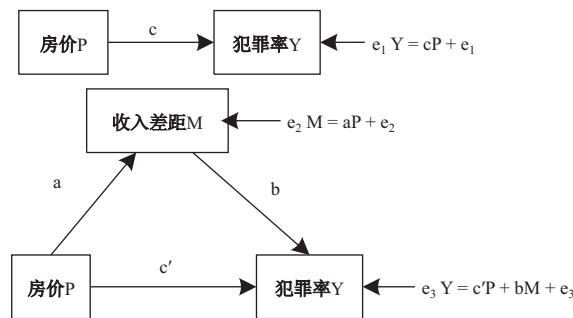 房价P
c
犯罪率Y
e₁ Y = cP + e₁
收入差距M
e₂ M = aP + e₂
a
b
房价P
c′
犯罪率Y
e₃ Y = c′P + bM + e₃